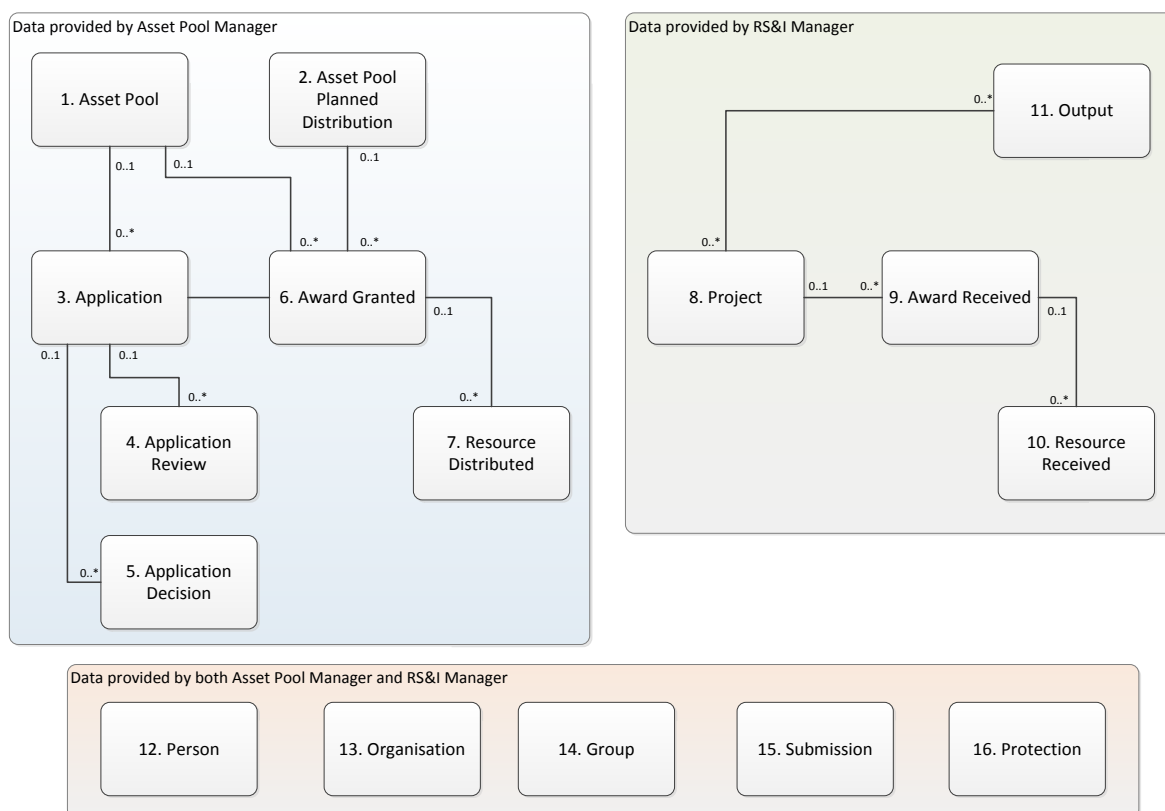 Data provided by Asset Pool Manager
1. Asset Pool
2. Asset Pool
Planned
Distribution
0..1
0..1
0..1
0..*
0..*
0..*
3. Application
6. Award Granted
0..1
0..1
0..1
0..*
0..*
4. Application
Review
7. Resource
Distributed
0..*
5. Application
Decision
Data provided by RS&I Manager
0..*
11. Output
0..*
8. Project
0..1
0..*
9. Award Received
0..1
0..*
10. Resource
Received
Data provided by both Asset Pool Manager and RS&I Manager
12. Person
13. Organisation
14. Group
15. Submission
16. Protection